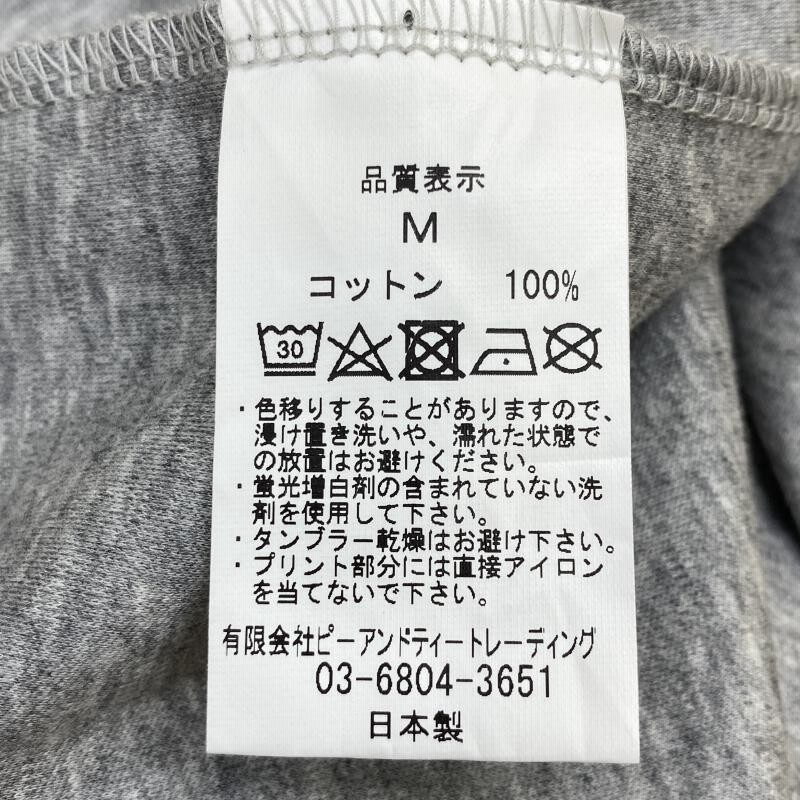 品質表示
M
コットン 100%
30
・色移りすることがありますので、
浸け置き洗いや、濡れた状態で
の放置はお避けください。
・蛍光増白剤の含まれていない洗
剤を使用して下さい。
・タンブラー乾燥はお避け下さい。
・プリント部分には直接アイロン
を当てないで下さい。
有限会社ピーアンドティートレーディング
03-6804-3651
日本製